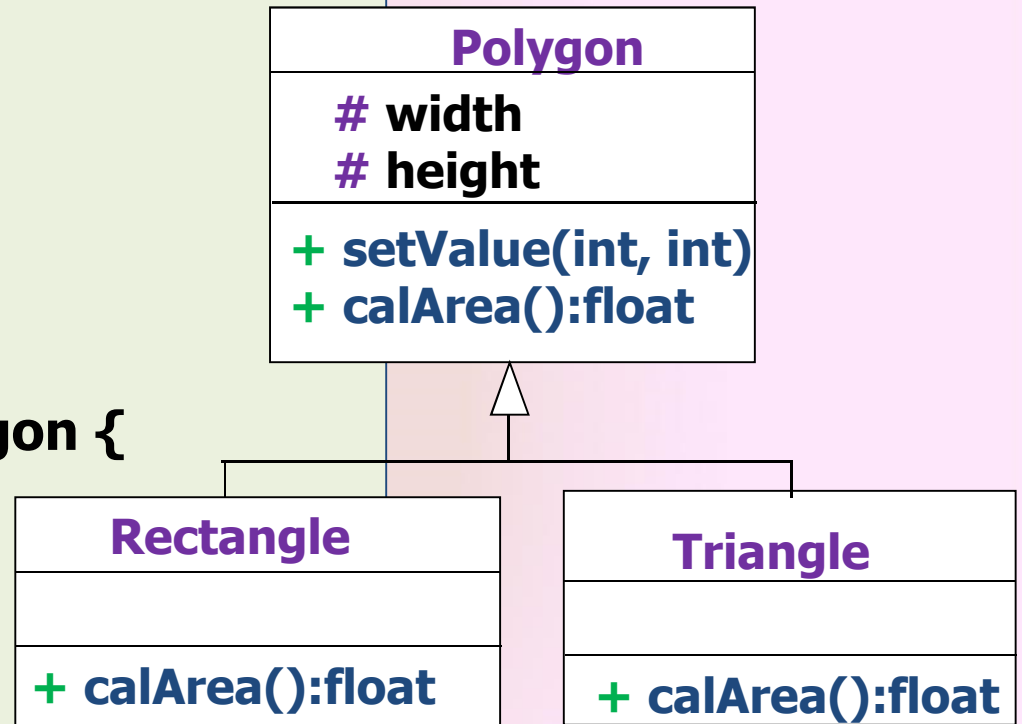 Polygon
# width
# height
+ setValue(int, int)
+ calArea():float
gon {
Rectangle
+ calArea():float
Triangle
+ calArea():float